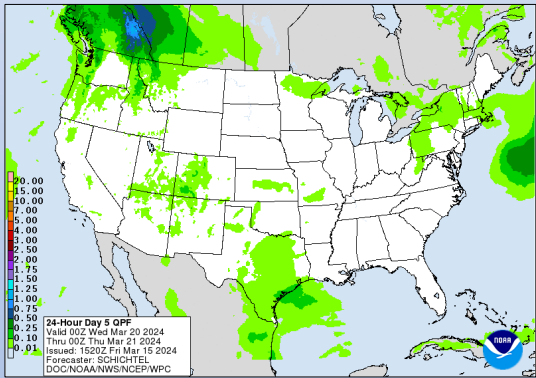 20.00
15.00
10.00
7.00
5.00
4.00
3.00
2.50
2.00
1.75
1.50
1.25
1.00
0.75
0.50
0.25
0.10
0.01
24-Hour Day 5 QPF
Valid 00Z Wed Mar 20 2024
Thru 00Z Thu Mar 21 2024
Issued: 1520Z Fri Mar 15 2024
Forecaster: SCHICHTEL
DOC/NOAA/NWS/NCEP/WPC
NOAA